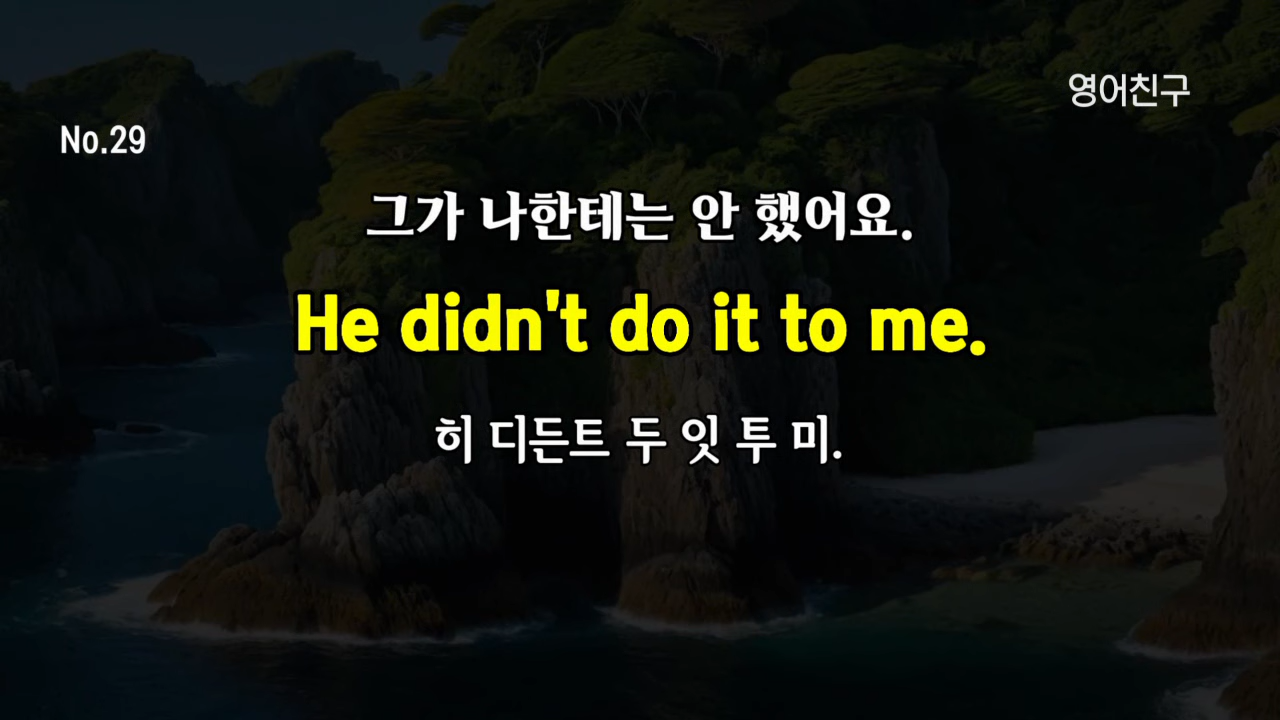 영어친구
No.29
그가 나한테는 안 했어요.
He didn't do it to me.
히 디든트 두 잇 투 미.